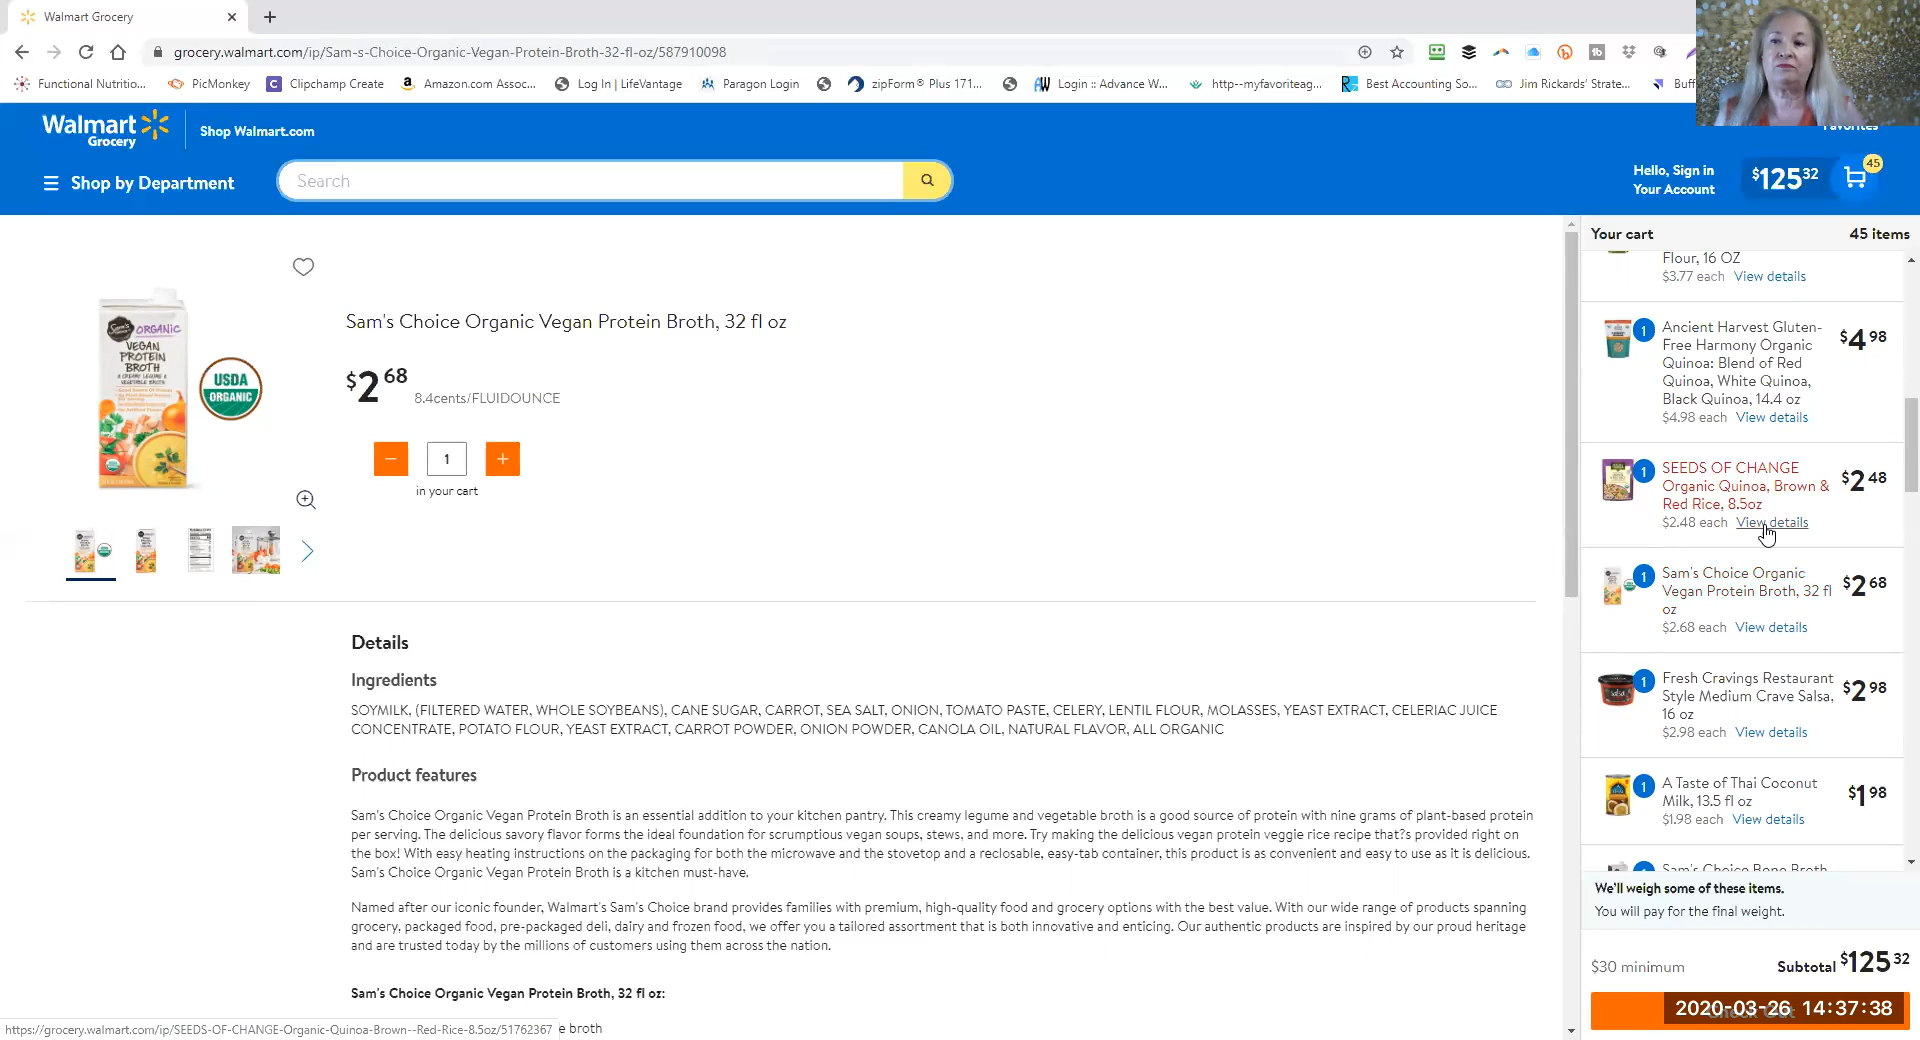 Walmart Grocery
grocery.walmart.com/ip/Sam-s-Choice-Organic-Vegan-Protein-Broth-32-fl-oz/587910098
Functional Nutritio... PicMonkey Clipchamp Create Amazon.com Assoc... Log In | LifeVantage Paragon Login zipForm® Plus 171... Login :: Advance W... http--myfavoriteag... Best Accounting So... Jim Rickards' Strate... Buff
Walmart
Grocery
Shop Walmart.com
Favorites
Shop by Department
Search
Hello, Sign in
Your Account
$125 32
45
Your cart 45 items
Flour, 16 OZ
$3.77 each View details
1
Ancient Harvest Gluten-
Free Harmony Organic
Quinoa: Blend of Red
Quinoa, White Quinoa,
Black Quinoa, 14.4 oz
$4.98 each View details
$4 98
1
SEEDS OF CHANGE
Organic Quinoa, Brown &
Red Rice, 8.5oz
$2.48 each View details
$2 48
1
Sam's Choice Organic
Vegan Protein Broth, 32 fl
oz
$2.68 each View details
$2 68
1
Fresh Cravings Restaurant
Style Medium Crave Salsa,
16 oz
$2.98 each View details
$2 98
1
A Taste of Thai Coconut
Milk, 13.5 fl oz
$1.98 each View details
$1 98
Sam's Choice Bone Broth
We'll weigh some of these items.
You will pay for the final weight.
$30 minimum Subtotal $125 32
Check Out
2020-03-26 14:37:38
ORGANIC
VEGAN
PROTEIN
BROTH
USDA
ORGANIC
Sam's Choice Organic Vegan Protein Broth, 32 fl oz
$2 68
8.4cents/FLUIDOUNCE
− 1 +
in your cart
Details
Ingredients
SOYMILK, (FILTERED WATER, WHOLE SOYBEANS), CANE SUGAR, CARROT, SEA SALT, ONION, TOMATO PASTE, CELERY, LENTIL FLOUR, MOLASSES, YEAST EXTRACT, CELERIAC JUICE
CONCENTRATE, POTATO FLOUR, YEAST EXTRACT, CARROT POWDER, ONION POWDER, CANOLA OIL, NATURAL FLAVOR, ALL ORGANIC
Product features
Sam's Choice Organic Vegan Protein Broth is an essential addition to your kitchen pantry. This creamy legume and vegetable broth is a good source of protein with nine grams of plant-based protein
per serving. The delicious savory flavor forms the ideal foundation for scrumptious vegan soups, stews, and more. Try making the delicious vegan protein veggie rice recipe that?s provided right on
the box! With easy heating instructions on the packaging for both the microwave and the stovetop and a reclosable, easy-tab container, this product is as convenient and easy to use as it is delicious.
Sam's Choice Organic Vegan Protein Broth is a kitchen must-have.
Named after our iconic founder, Walmart's Sam's Choice brand provides families with premium, high-quality food and grocery options with the best value. With our wide range of products spanning
grocery, packaged food, pre-packaged deli, dairy and frozen food, we offer you a tailored assortment that is both innovative and enticing. Our authentic products are inspired by our proud heritage
and are trusted today by the millions of customers using them across the nation.
Sam's Choice Organic Vegan Protein Broth, 32 fl oz:
https://grocery.walmart.com/ip/SEEDS-OF-CHANGE-Organic-Quinoa-Brown--Red-Rice-8.5oz/51762367 e broth